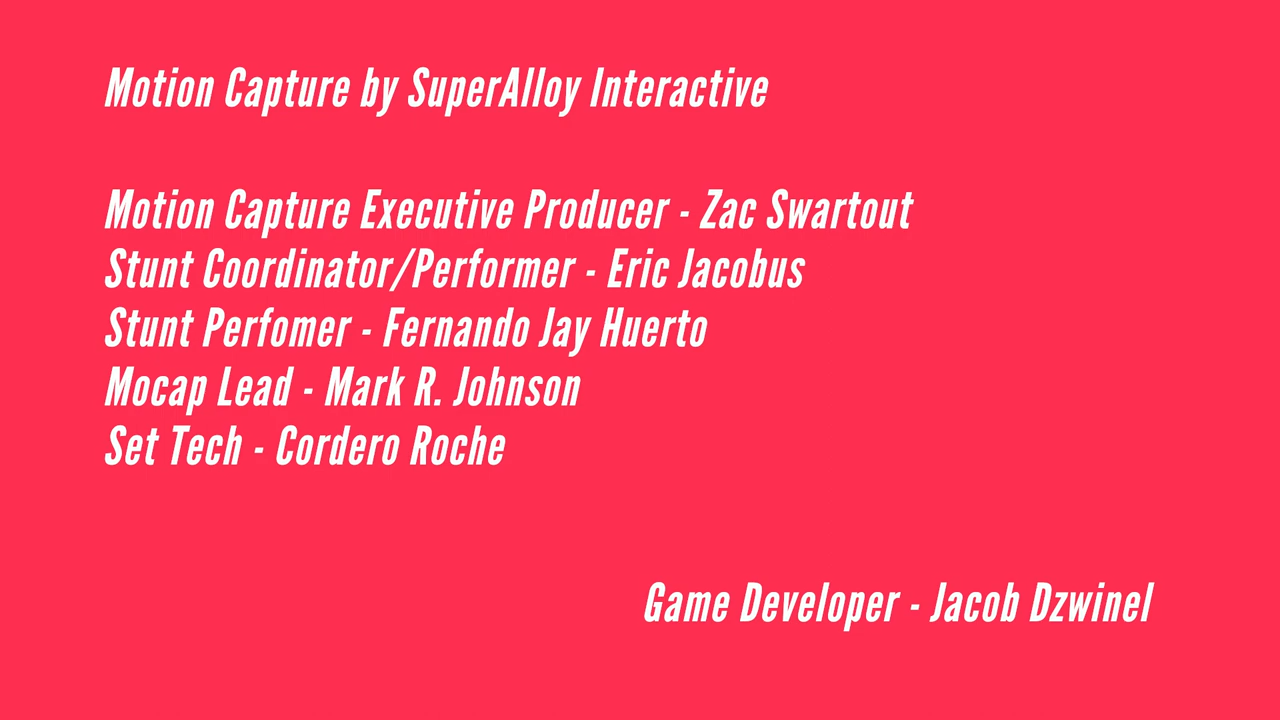 Motion Capture by SuperAlloy Interactive
Motion Capture Executive Producer - Zac Swartout
Stunt Coordinator/Performer - Eric Jacobus
Stunt Perfomer - Fernando Jay Huerto
Mocap Lead - Mark R. Johnson
Set Tech - Cordero Roche
Game Developer - Jacob Dzwinel